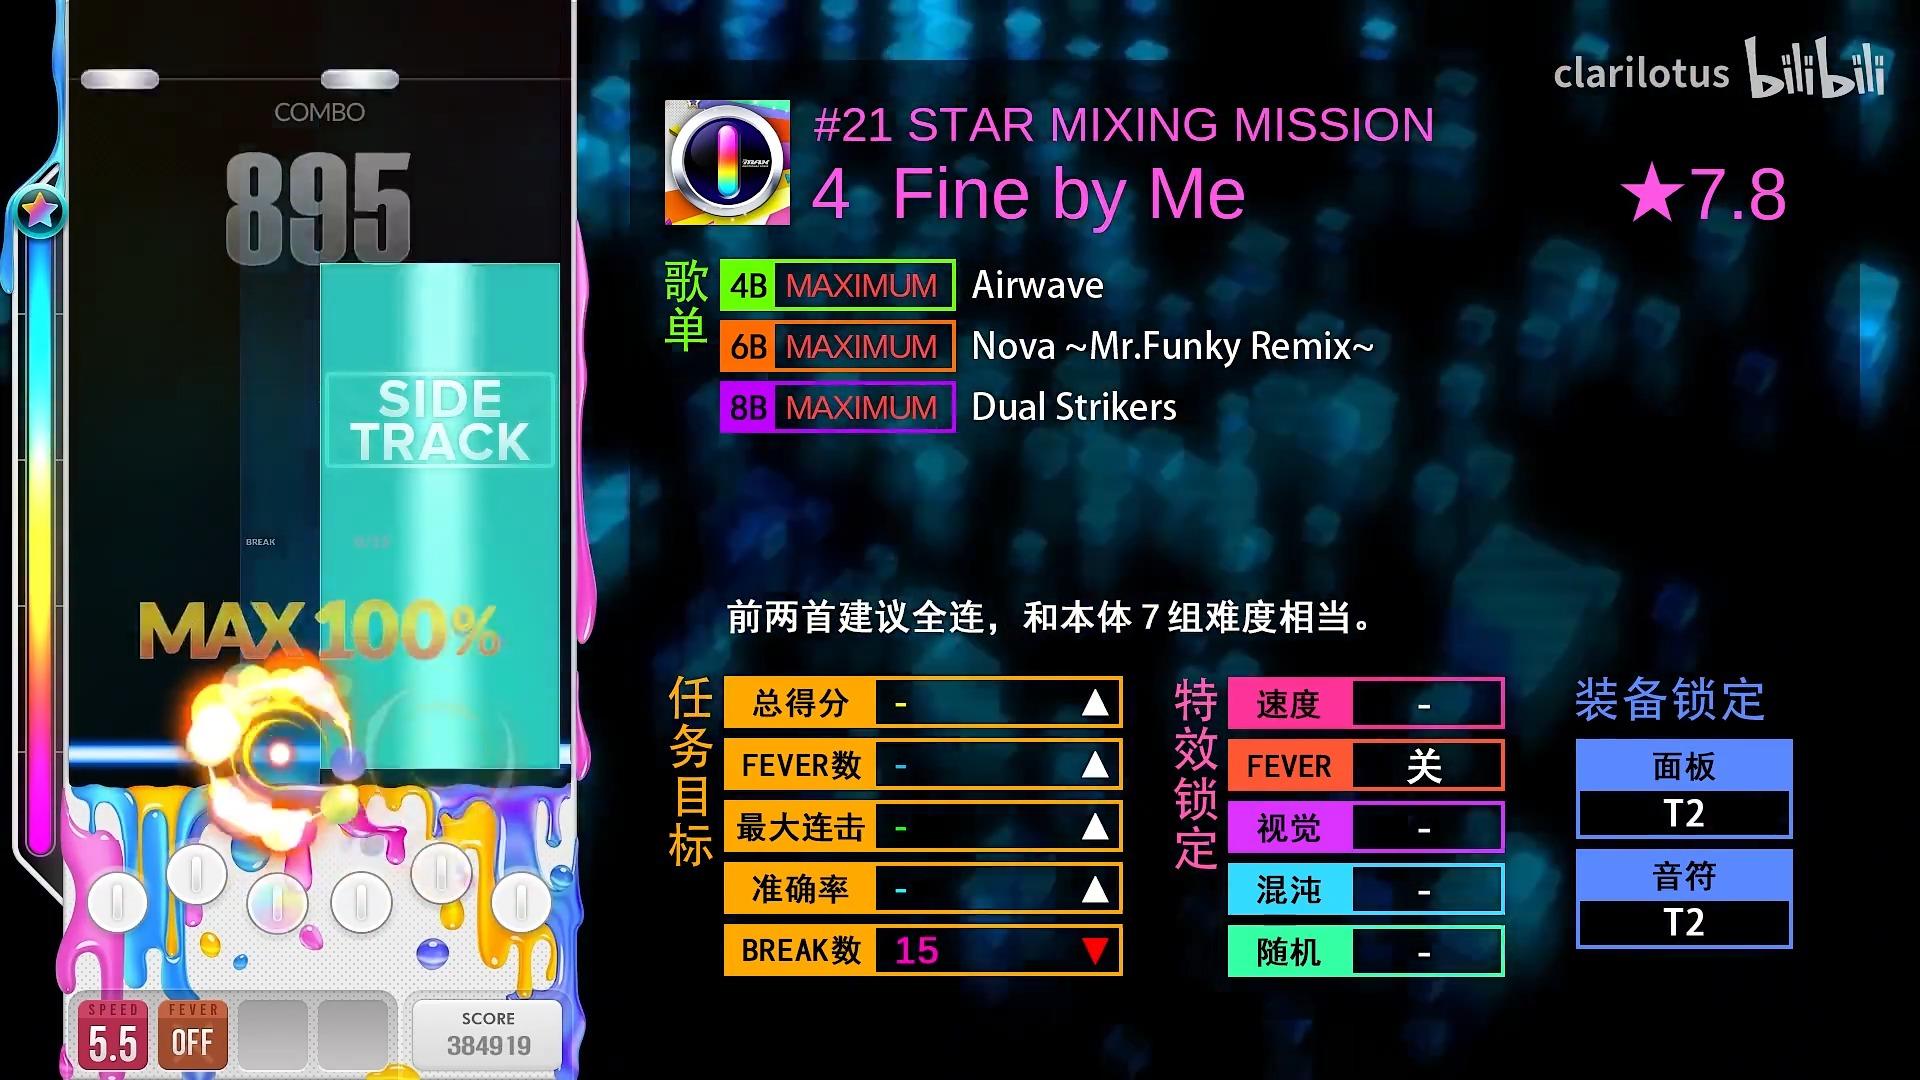 clarilotus bilibili
COMBO
895
SIDE
TRACK
BREAK
MAX 100%
SPEED
5.5
FEVER
OFF
SCORE
384919
#21 STAR MIXING MISSION
4 Fine by Me
★7.8
歌单
4B MAXIMUM Airwave
6B MAXIMUM Nova ~Mr.Funky Remix~
8B MAXIMUM Dual Strikers
前两首建议全连，和本体7组难度相当。
任务目标
总得分 - ▲
FEVER数 - ▲
最大连击 - ▲
准确率 - ▲
BREAK数 15 ▼
特效锁定
速度 -
FEVER 关
视觉 -
混沌 -
随机 -
装备锁定
面板
T2
音符
T2